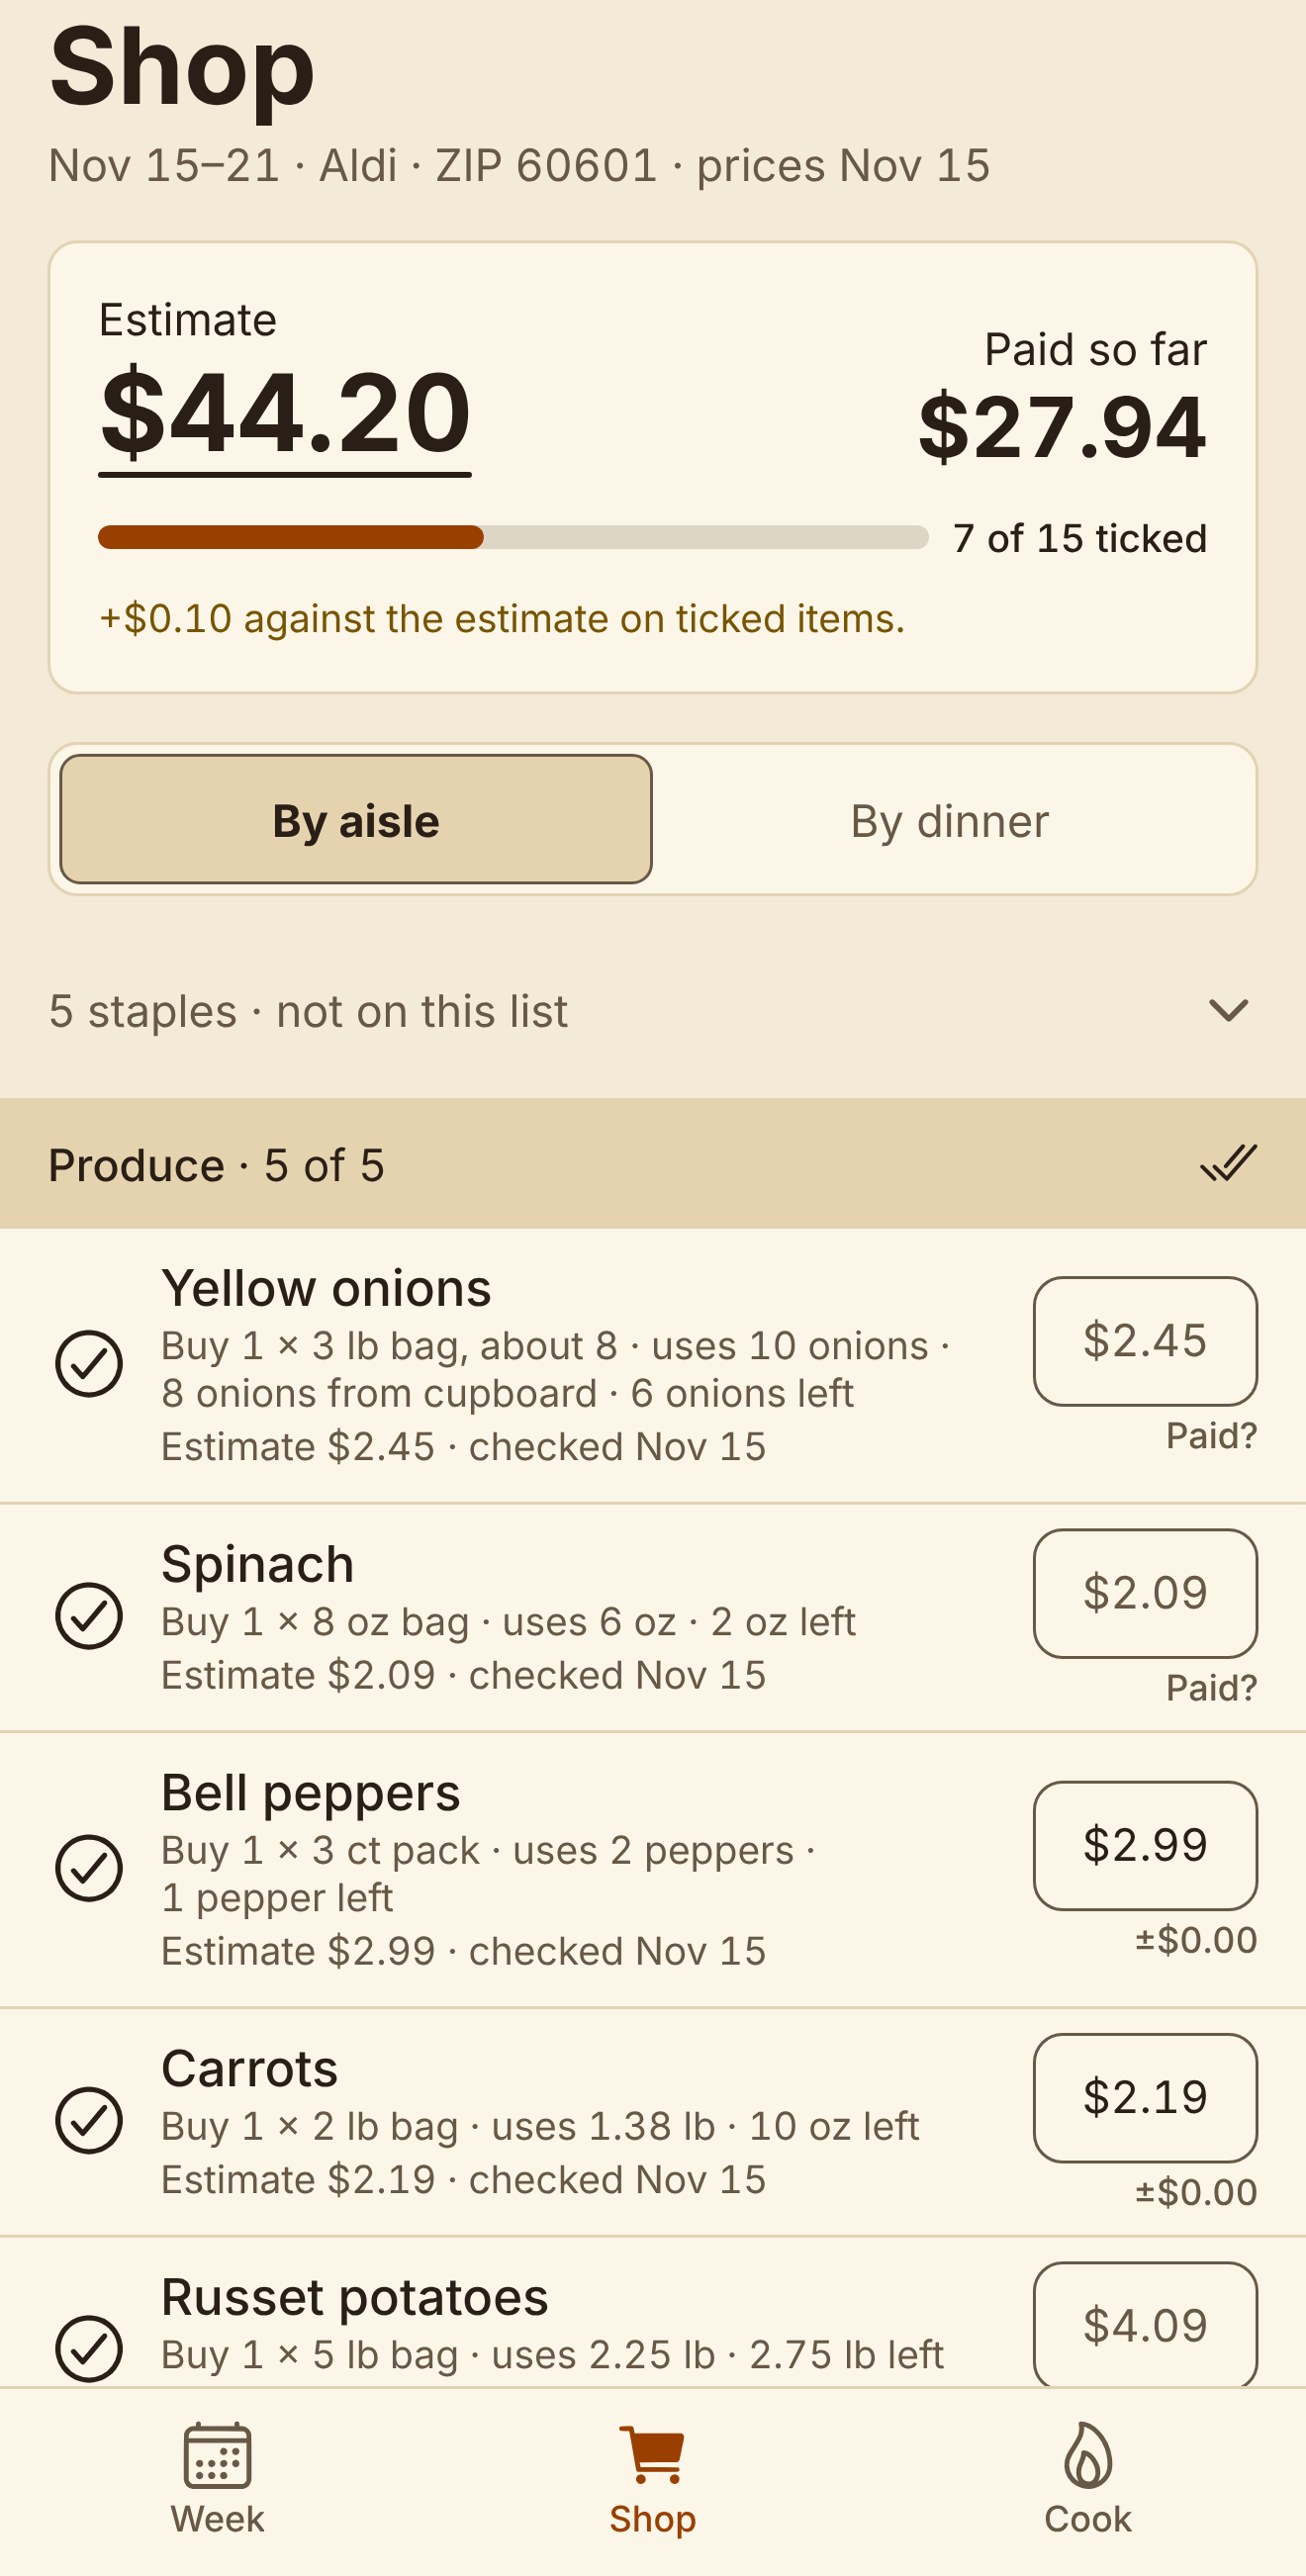 Shop
Nov 15–21 · Aldi · ZIP 60601 · prices Nov 15
Estimate
$44.20
Paid so far
$27.94
7 of 15 ticked
+$0.10 against the estimate on ticked items.
By aisle
By dinner
5 staples · not on this list
Produce · 5 of 5
Yellow onions
Buy 1 × 3 lb bag, about 8 · uses 10 onions ·
8 onions from cupboard · 6 onions left
Estimate $2.45 · checked Nov 15
$2.45
Paid?
Spinach
Buy 1 × 8 oz bag · uses 6 oz · 2 oz left
Estimate $2.09 · checked Nov 15
$2.09
Paid?
Bell peppers
Buy 1 × 3 ct pack · uses 2 peppers ·
1 pepper left
Estimate $2.99 · checked Nov 15
$2.99
±$0.00
Carrots
Buy 1 × 2 lb bag · uses 1.38 lb · 10 oz left
Estimate $2.19 · checked Nov 15
$2.19
±$0.00
Russet potatoes
Buy 1 × 5 lb bag · uses 2.25 lb · 2.75 lb left
$4.09
Week
Shop
Cook